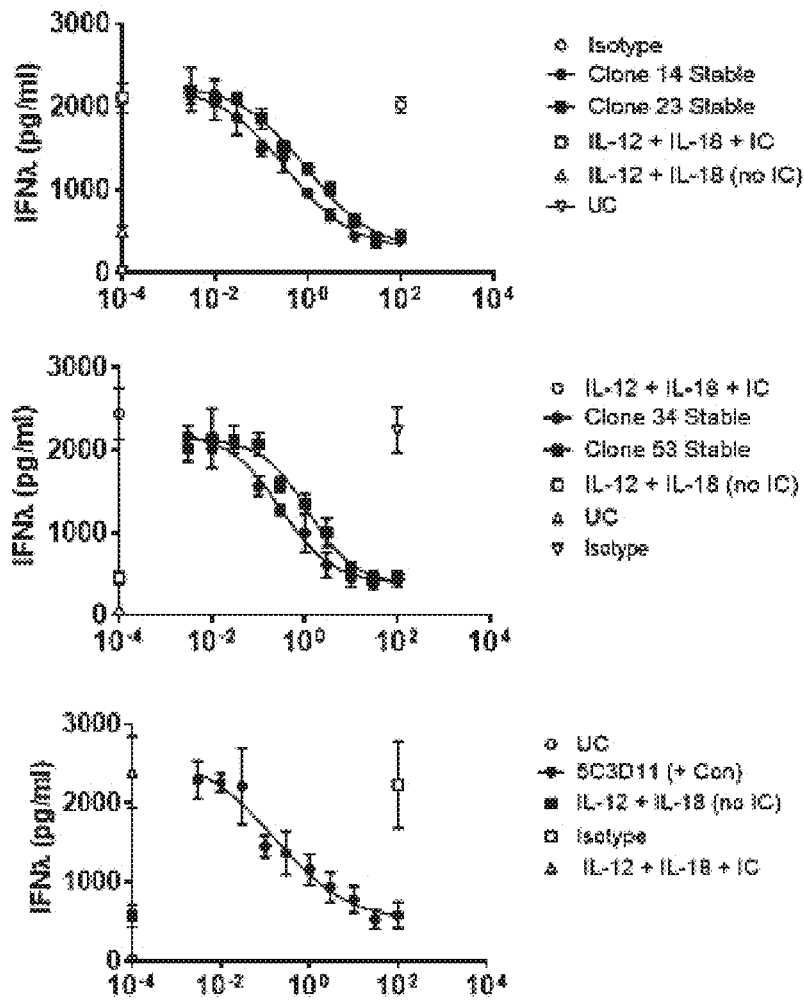 3000
2000
1000
0
IFNλ (pg/ml)
10⁻⁴ 10⁻² 10⁰ 10² 10⁴
Isotype
Clone 14 Stable
Clone 23 Stable
IL-12 + IL-18 + IC
IL-12 + IL-18 (no IC)
UC
3000
2000
1000
0
IFNλ (pg/ml)
10⁻⁴ 10⁻² 10⁰ 10² 10⁴
IL-12 + IL-18 + IC
Clone 34 Stable
Clone 53 Stable
IL-12 + IL-18 (no IC)
UC
Isotype
3000
2000
1000
0
IFNλ (pg/ml)
10⁻⁴ 10⁻² 10⁰ 10² 10⁴
UC
5C3D11 (+ Con)
IL-12 + IL-18 (no IC)
Isotype
IL-12 + IL-18 + IC